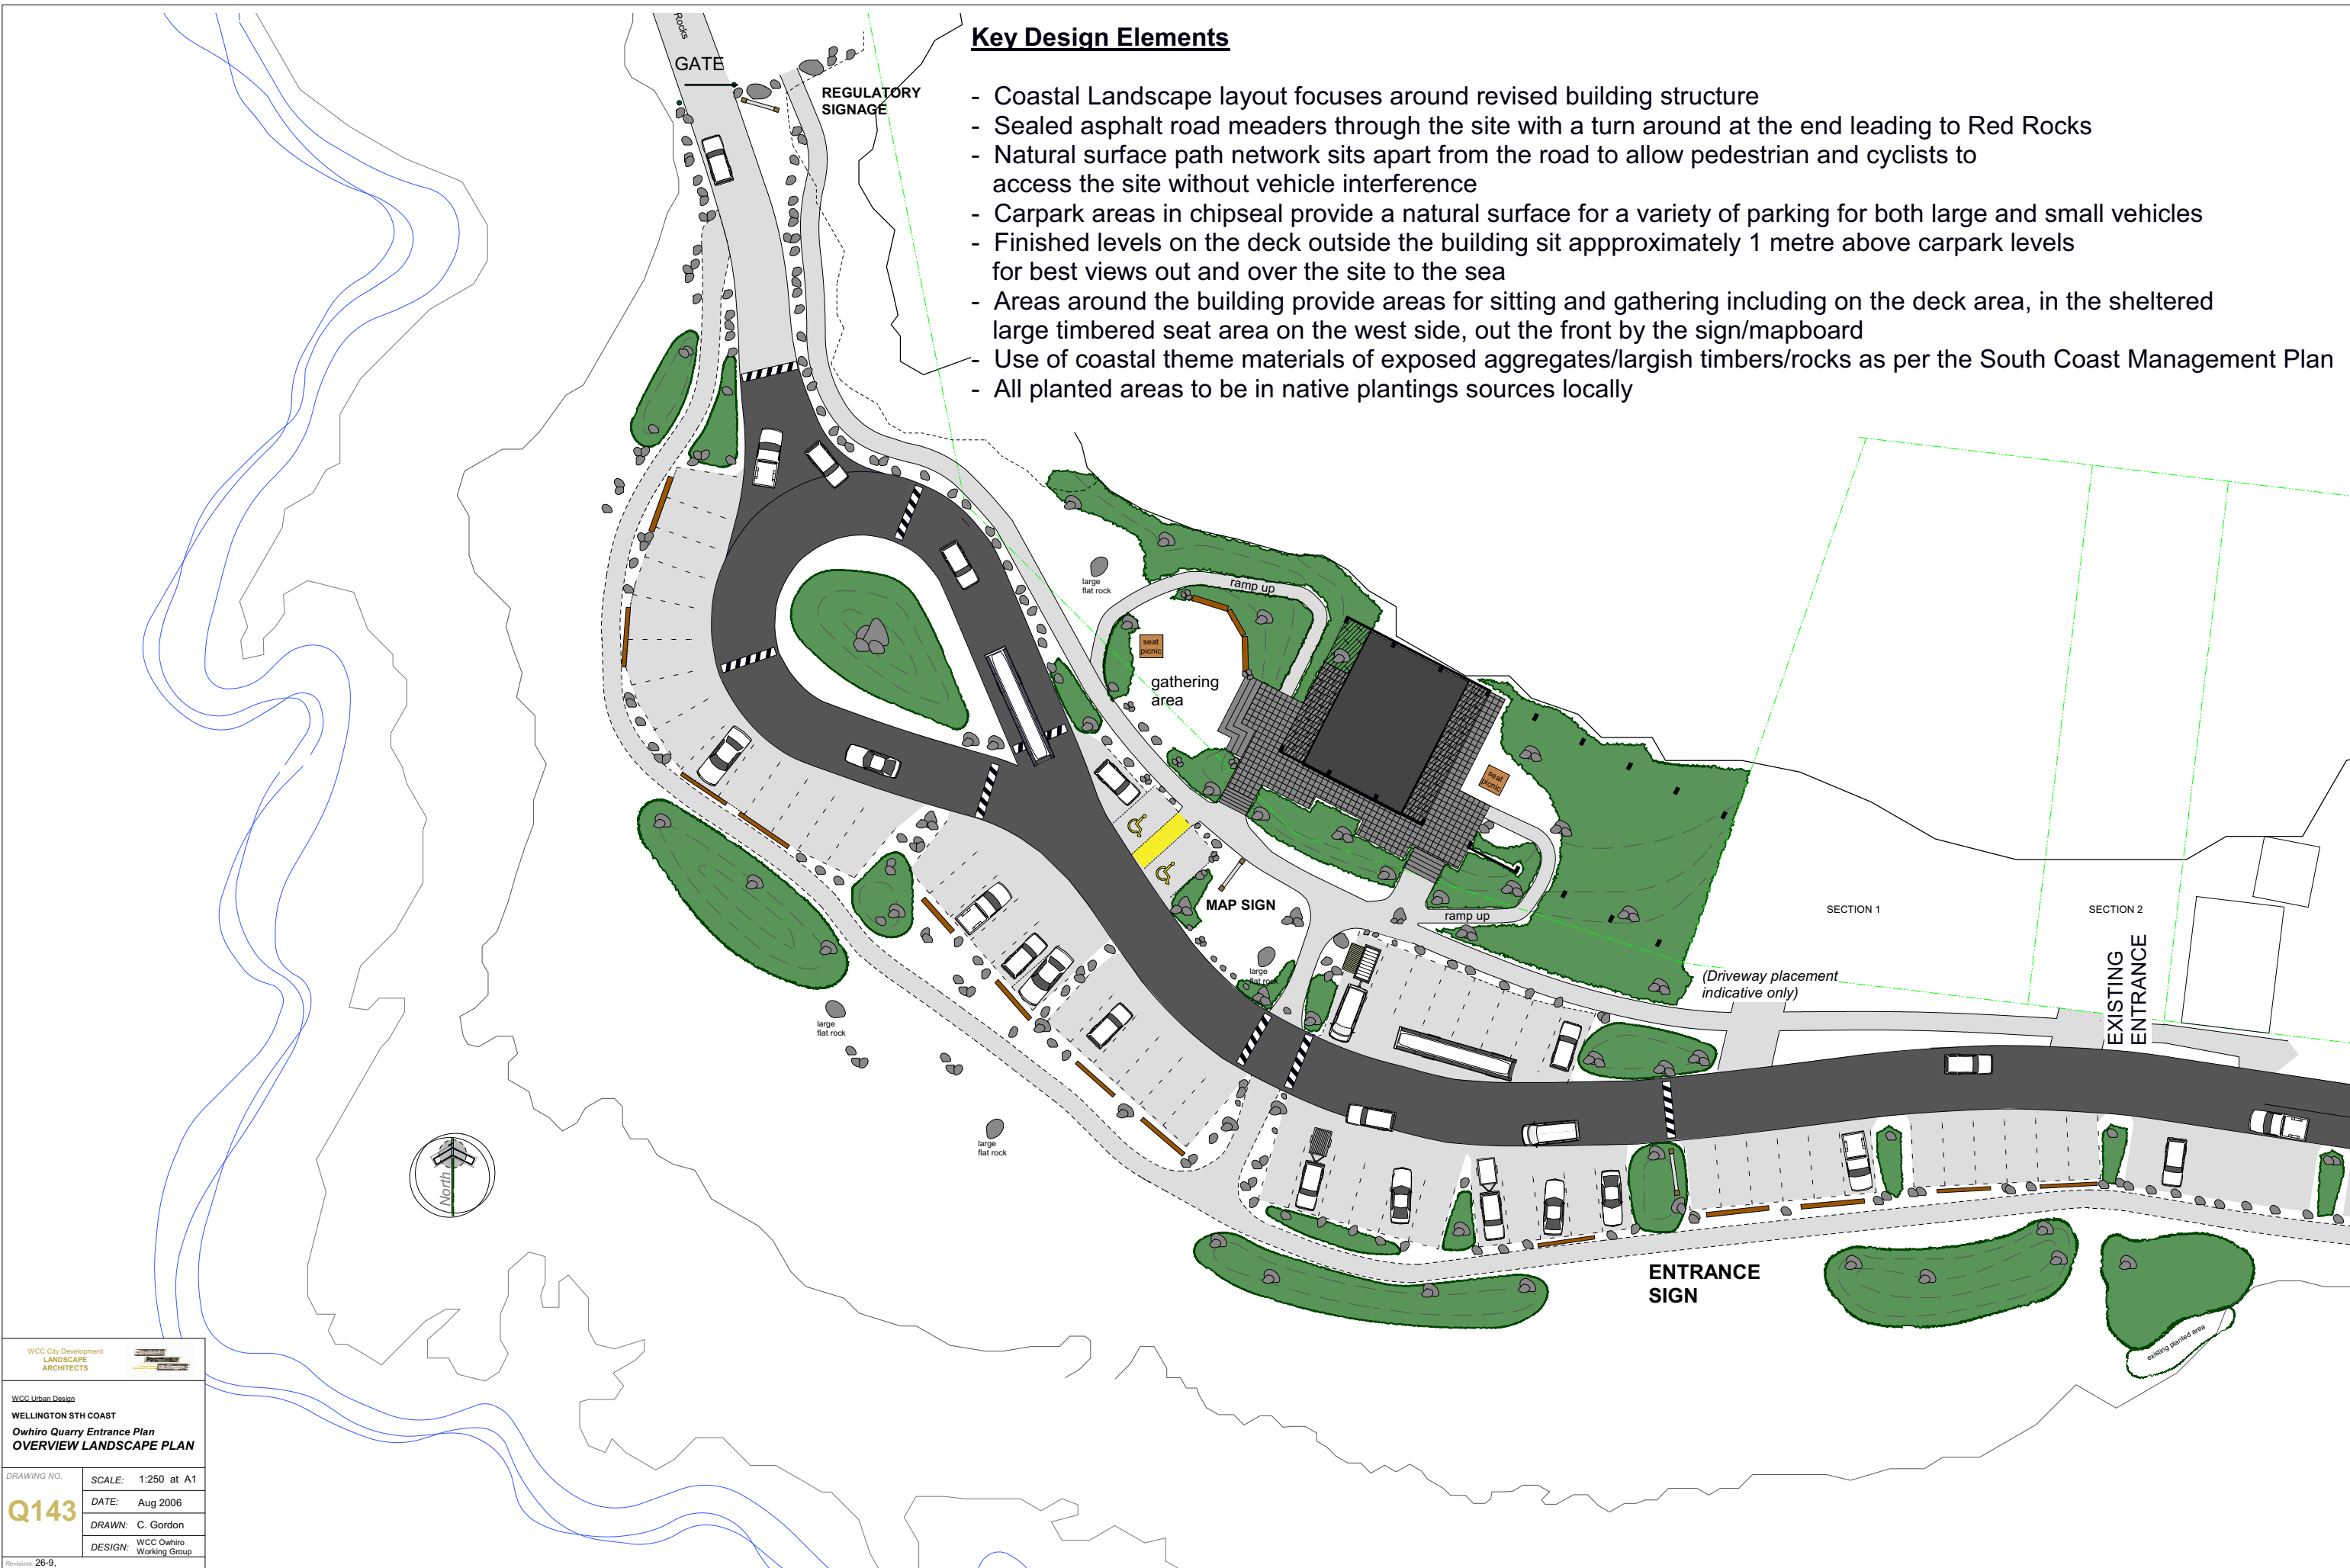 Rocks
GATE
REGULATORY
SIGNAGE
Key Design Elements
- Coastal Landscape layout focuses around revised building structure
- Sealed asphalt road meaders through the site with a turn around at the end leading to Red Rocks
- Natural surface path network sits apart from the road to allow pedestrian and cyclists to
access the site without vehicle interference
- Carpark areas in chipseal provide a natural surface for a variety of parking for both large and small vehicles
- Finished levels on the deck outside the building sit appproximately 1 metre above carpark levels
for best views out and over the site to the sea
- Areas around the building provide areas for sitting and gathering including on the deck area, in the sheltered
large timbered seat area on the west side, out the front by the sign/mapboard
- Use of coastal theme materials of exposed aggregates/largish timbers/rocks as per the South Coast Management Plan
- All planted areas to be in native plantings sources locally
large
flat rock
ramp up
seat
picnic
gathering
area
seat
picnic
MAP SIGN
ramp up
large
flat rock
SECTION 1
SECTION 2
(Driveway placement
indicative only)
EXISTING
ENTRANCE
large
flat rock
large
flat rock
North
ENTRANCE
SIGN
existing planted area
WCC City Development
LANDSCAPE
ARCHITECTS
WCC Urban Design
WELLINGTON STH COAST
Owhiro Quarry Entrance Plan
OVERVIEW LANDSCAPE PLAN
DRAWING NO.
Q143
SCALE: 1:250 at A1
DATE: Aug 2006
DRAWN: C. Gordon
DESIGN: WCC Owhiro
Working Group
Revisions: 26-9,